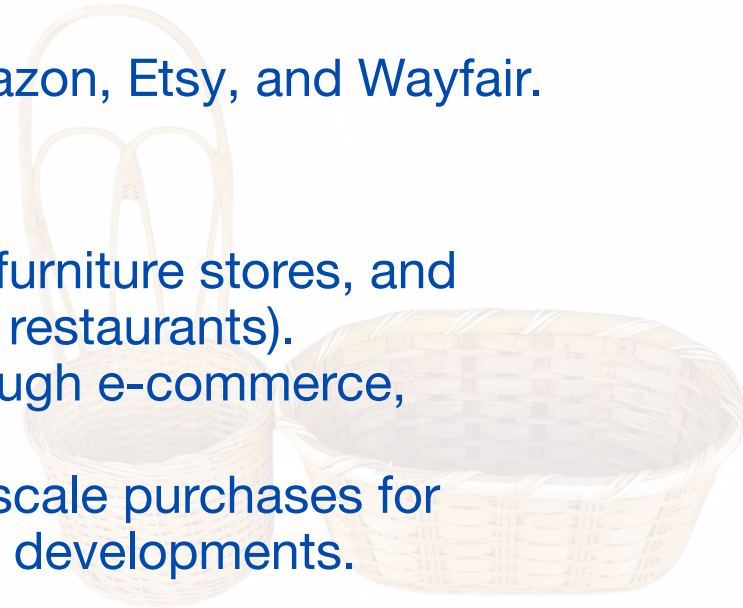 azon, Etsy, and Wayfair.
furniture stores, and
restaurants).
ugh e-commerce,
scale purchases for
developments.